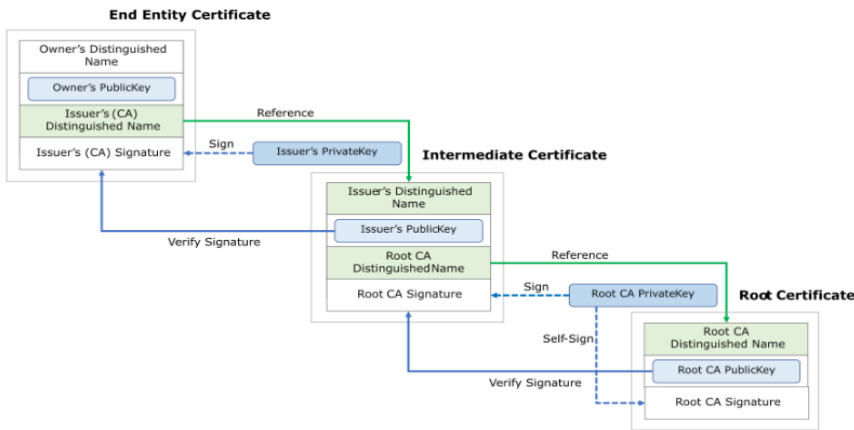 End Entity Certificate
Owner's Distinguished
Name
Owner's PublicKey
Issuer's (CA)
Distinguished Name
Issuer's (CA) Signature
Reference
Sign
Issuer's PrivateKey
Verify Signature
Intermediate Certificate
Issuer's Distinguished
Name
Issuer's PublicKey
Root CA
Distinguished Name
Root CA Signature
Reference
Sign
Root CA PrivateKey
Self-Sign
Verify Signature
Root Certificate
Root CA
Distinguished Name
Root CA PublicKey
Root CA Signature